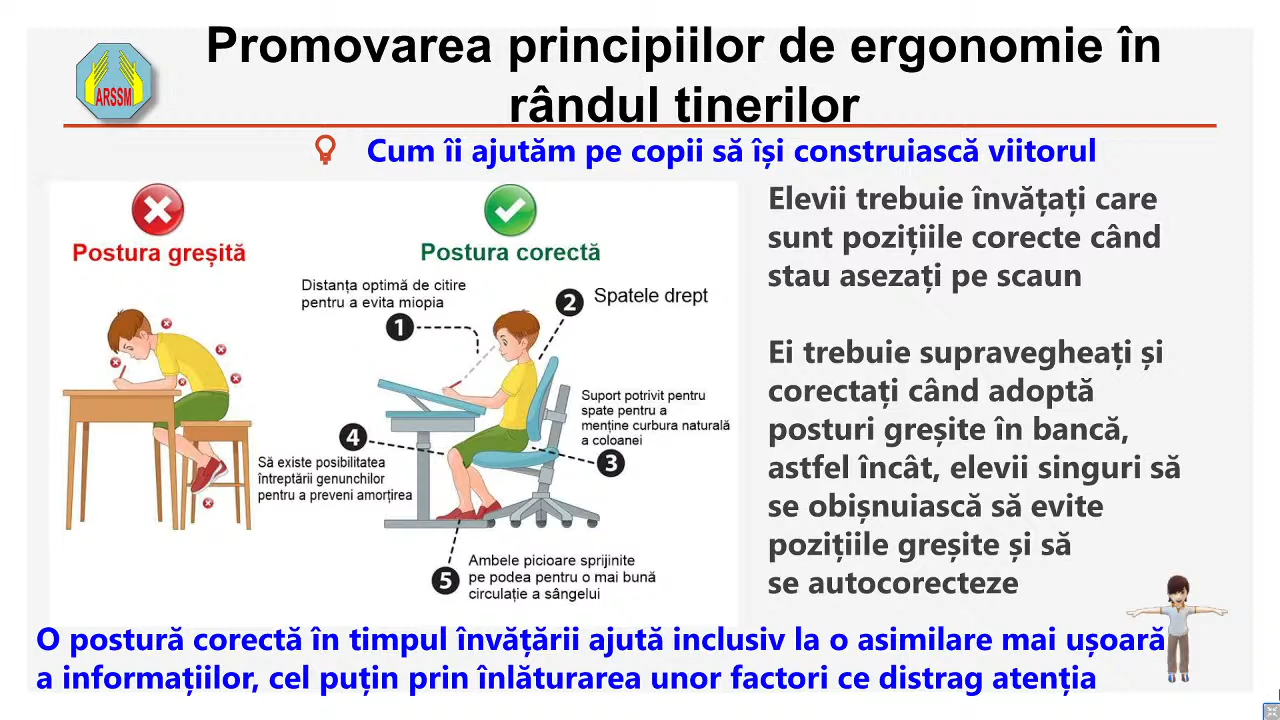 Promovarea principiilor de ergonomie în
rândul tinerilor
ARSSM
Cum îi ajutăm pe copii să își construiască viitorul
Postura greșită
Postura corectă
Distanța optimă de citire
pentru a evita miopia
1
2
Spatele drept
Suport potrivit pentru
spate pentru a
menține curbura naturală
a coloanei
3
4
Să existe posibilitatea
întreptării genunchilor
pentru a preveni amorțirea
5
Ambele picioare sprijinite
pe podea pentru o mai bună
circulație a sângelui
Elevii trebuie învățați care
sunt pozițiile corecte când
stau asezați pe scaun
Ei trebuie supravegheați și
corectați când adoptă
posturi greșite în bancă,
astfel încât, elevii singuri să
se obișnuiască să evite
pozițiile greșite și să
se autocorecteze
O postură corectă în timpul învățării ajută inclusiv la o asimilare mai ușoară
a informațiilor, cel puțin prin înlăturarea unor factori ce distrag atenția